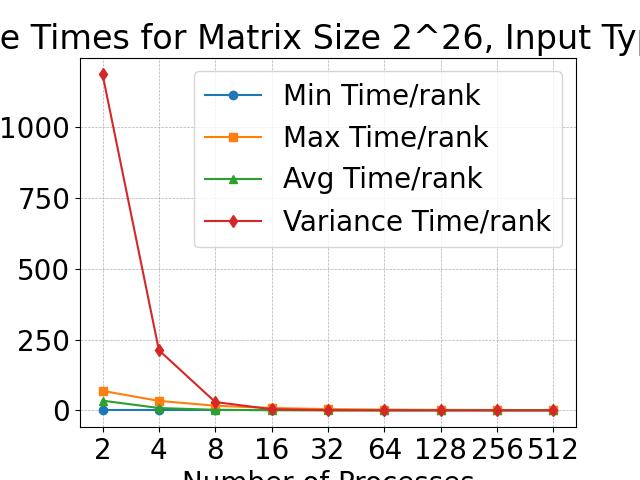 e Times for Matrix Size 2^26, Input Ty
Min Time/rank
Max Time/rank
Avg Time/rank
Variance Time/rank
1000
750
500
250
0
2 4 8 16 32 64 128 256 512
Number of Processes